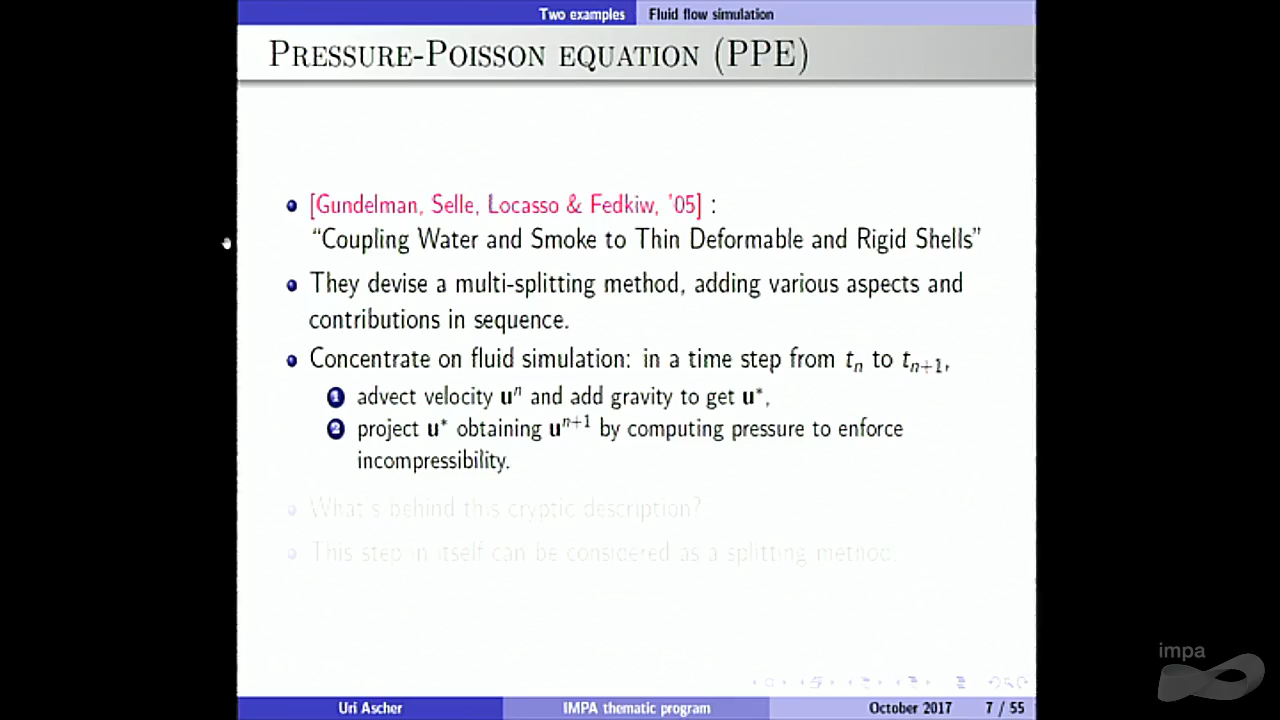 Two examples Fluid flow simulation
PRESSURE-POISSON EQUATION (PPE)
[Gundelman, Selle, Locasso & Fedkiw, '05] :
“Coupling Water and Smoke to Thin Deformable and Rigid Shells”
They devise a multi-splitting method, adding various aspects and
contributions in sequence.
Concentrate on fluid simulation: in a time step from tₙ to tₙ₊₁,
1 advect velocity uⁿ and add gravity to get u*,
2 project u* obtaining uⁿ⁺¹ by computing pressure to enforce
incompressibility.
What's behind this cryptic description?
This step in itself can be considered as a splitting method.
impa
Uri Ascher IMPA thematic program October 2017 7 / 55